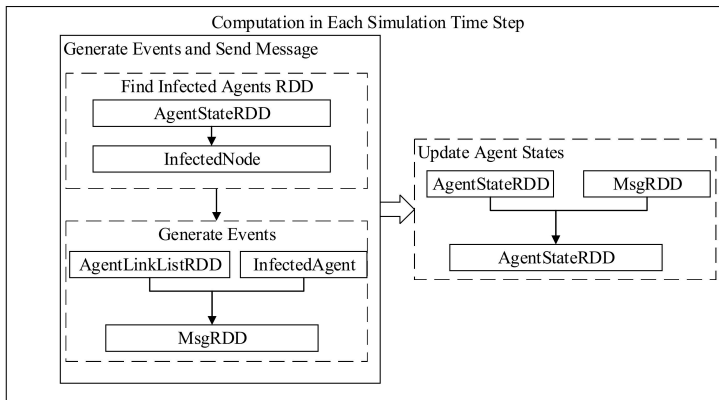 Computation in Each Simulation Time Step
Generate Events and Send Message
Find Infected Agents RDD
AgentStateRDD
InfectedNode
Generate Events
AgentLinkListRDD
InfectedAgent
MsgRDD
Update Agent States
AgentStateRDD
MsgRDD
AgentStateRDD